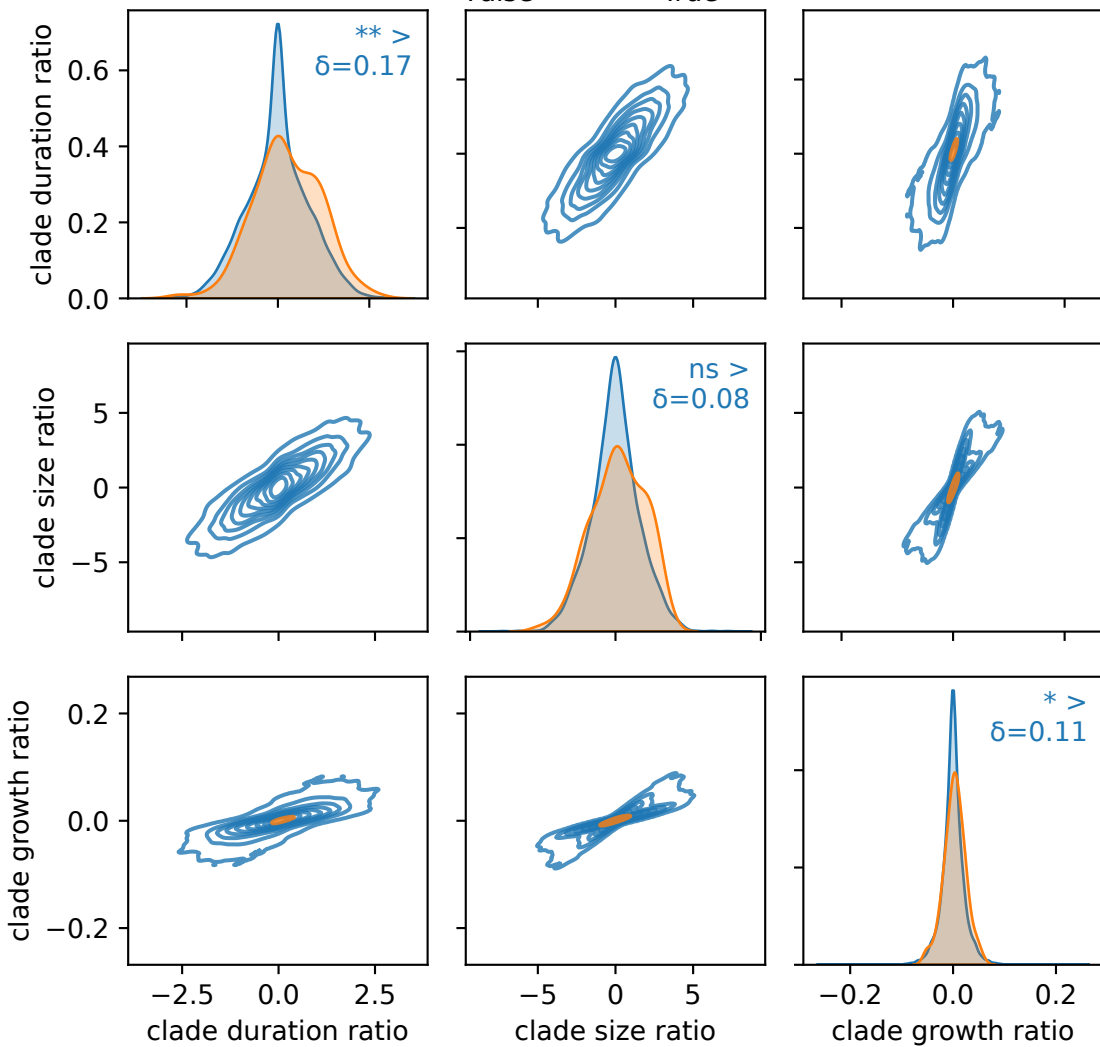 clade duration ratio
0.6
0.4
0.2
0.0
** >
δ=0.17
clade size ratio
5
0
−5
ns >
δ=0.08
clade growth ratio
0.2
0.0
−0.2
* >
δ=0.11
−2.5 0.0 2.5
−5 0 5
−0.2 0.0 0.2
clade duration ratio
clade size ratio
clade growth ratio